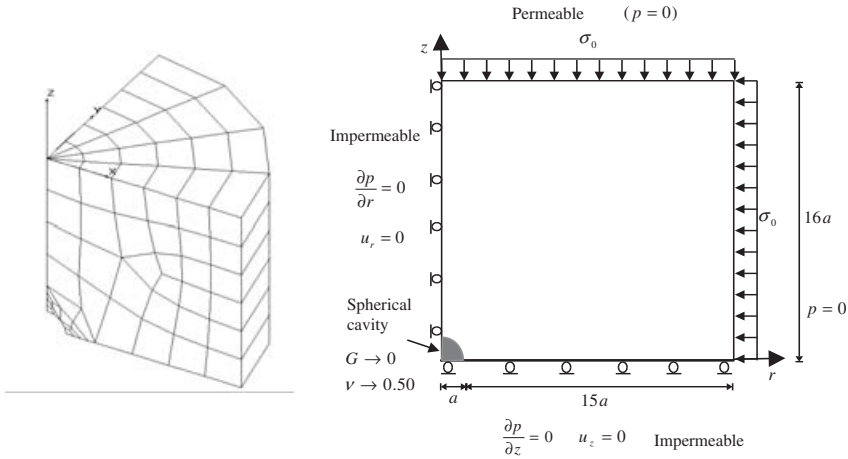 z
Y
X
Permeable (p = 0)
σ₀
z
Impermeable
∂p/∂r = 0
u_r = 0
σ₀
16a
p = 0
Spherical
cavity
G → 0
ν → 0.50
r
a
15a
∂p/∂z = 0 u_z = 0 Impermeable